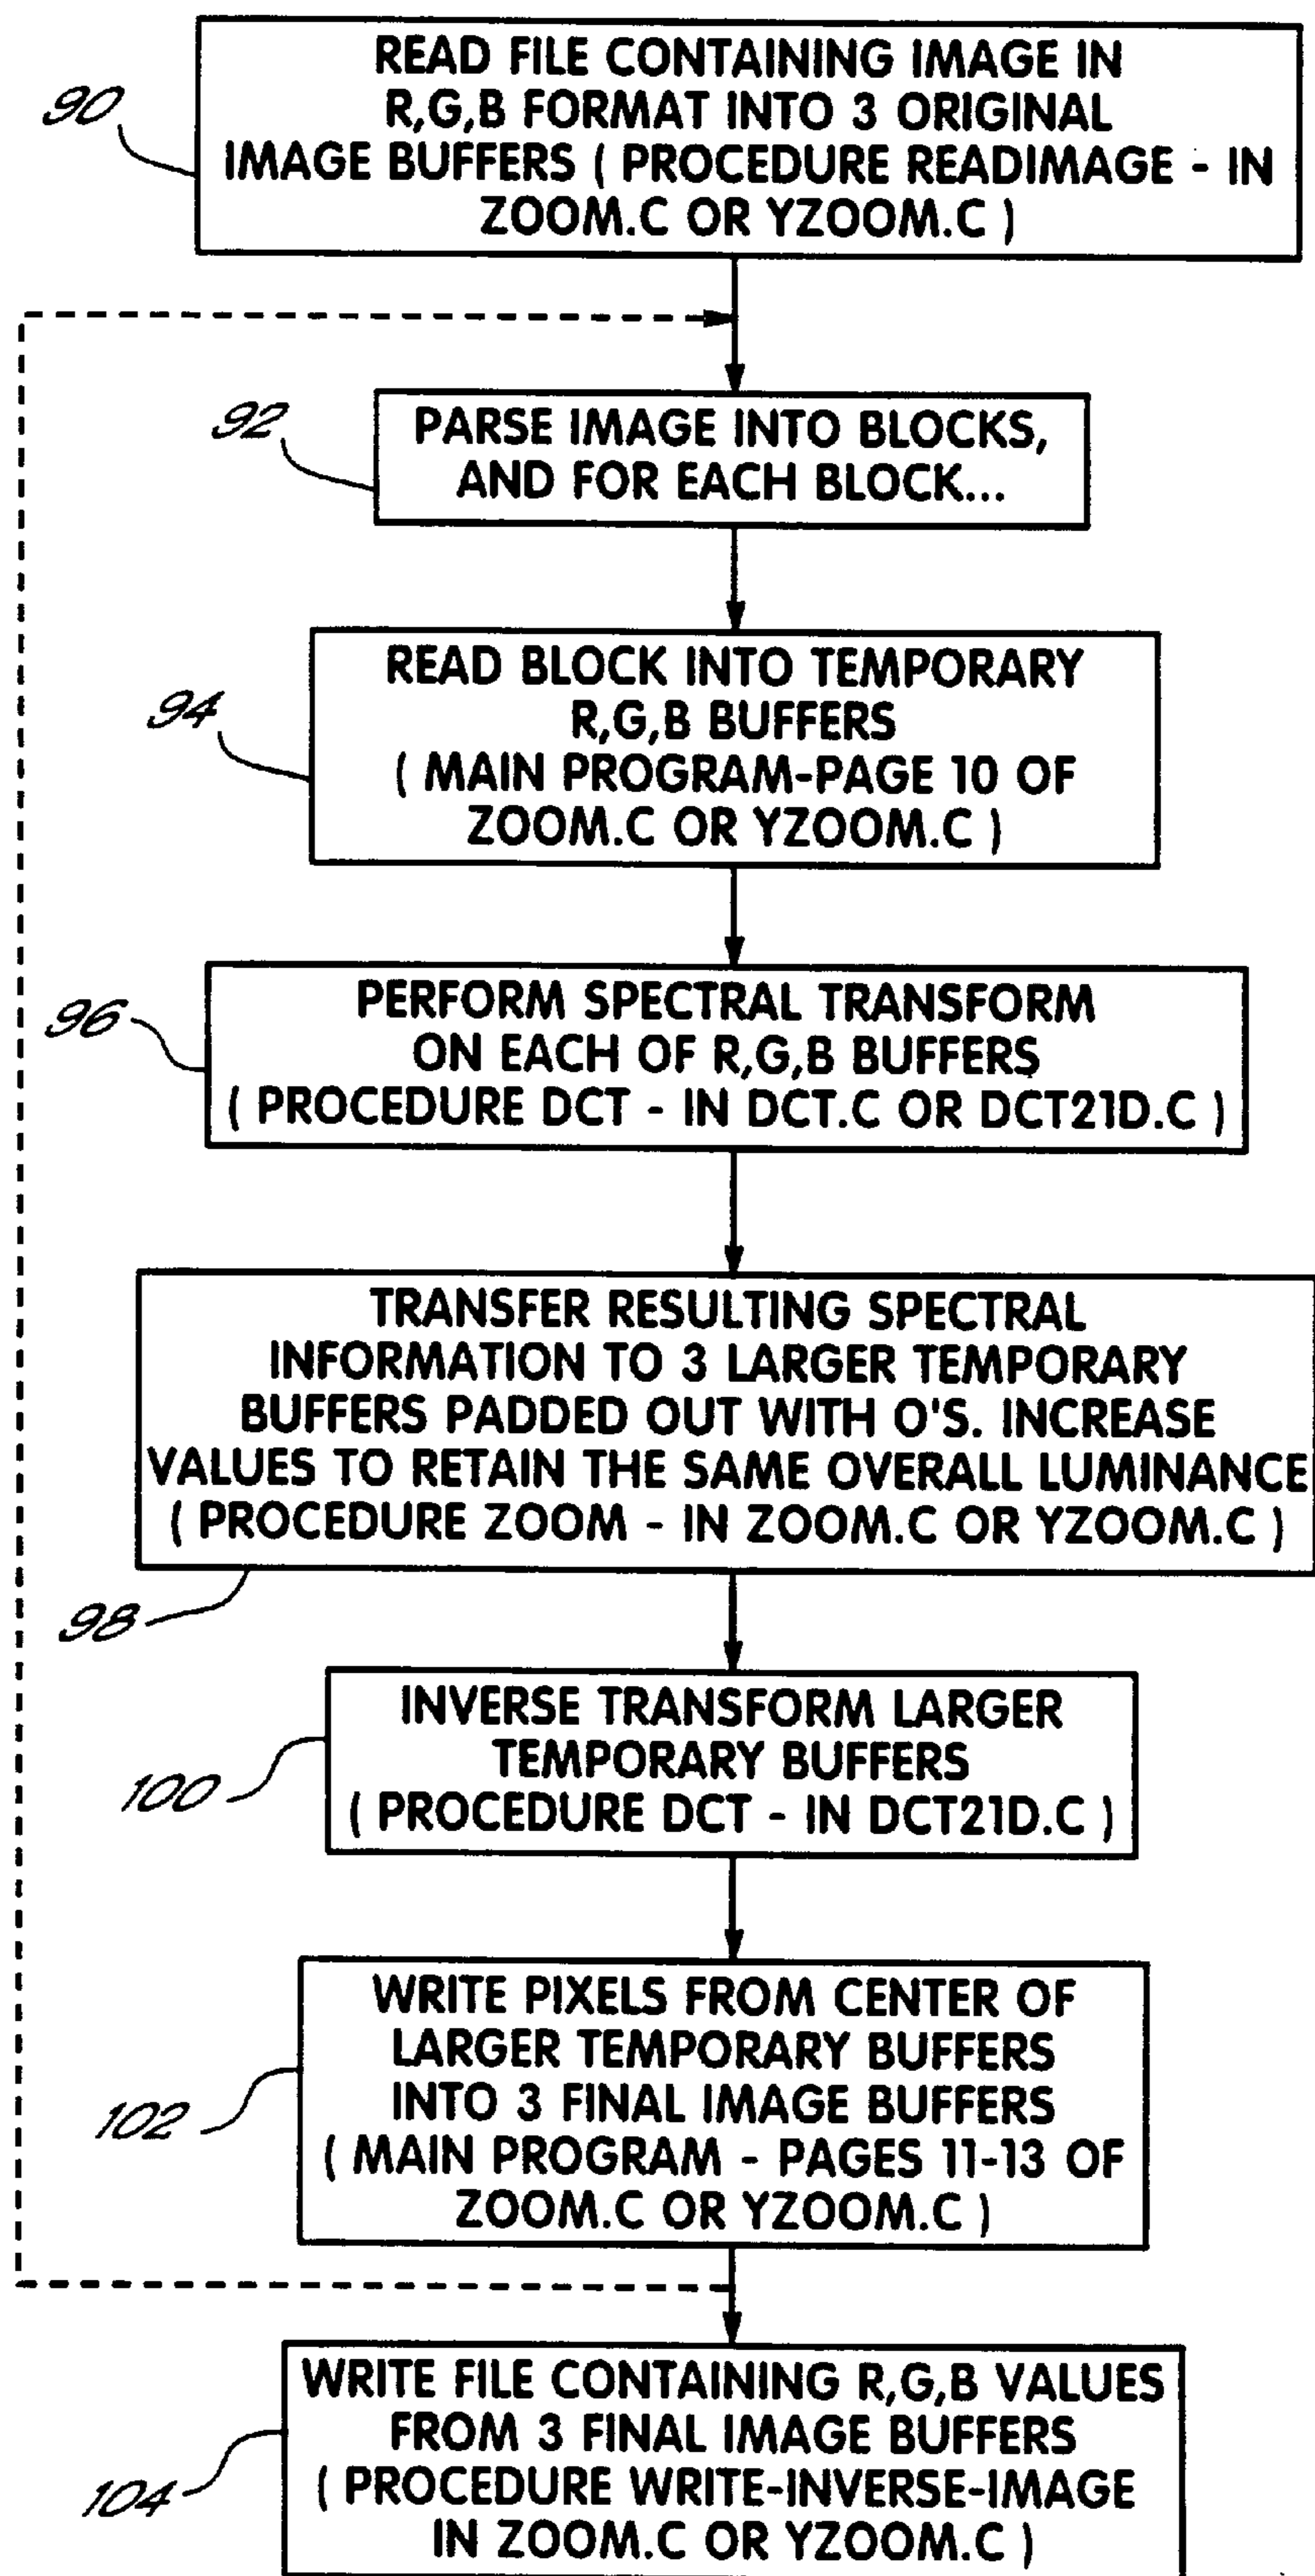 READ FILE CONTAINING IMAGE IN
R,G,B FORMAT INTO 3 ORIGINAL
IMAGE BUFFERS ( PROCEDURE READIMAGE - IN
ZOOM.C OR YZOOM.C )
90
PARSE IMAGE INTO BLOCKS,
AND FOR EACH BLOCK...
92
READ BLOCK INTO TEMPORARY
R,G,B BUFFERS
( MAIN PROGRAM-PAGE 10 OF
ZOOM.C OR YZOOM.C )
94
PERFORM SPECTRAL TRANSFORM
ON EACH OF R,G,B BUFFERS
( PROCEDURE DCT - IN DCT.C OR DCT21D.C )
96
TRANSFER RESULTING SPECTRAL
INFORMATION TO 3 LARGER TEMPORARY
BUFFERS PADDED OUT WITH O'S. INCREASE
VALUES TO RETAIN THE SAME OVERALL LUMINANCE
( PROCEDURE ZOOM - IN ZOOM.C OR YZOOM.C )
98
INVERSE TRANSFORM LARGER
TEMPORARY BUFFERS
( PROCEDURE DCT - IN DCT21D.C )
100
WRITE PIXELS FROM CENTER OF
LARGER TEMPORARY BUFFERS
INTO 3 FINAL IMAGE BUFFERS
( MAIN PROGRAM - PAGES 11-13 OF
ZOOM.C OR YZOOM.C )
102
WRITE FILE CONTAINING R,G,B VALUES
FROM 3 FINAL IMAGE BUFFERS
( PROCEDURE WRITE-INVERSE-IMAGE
IN ZOOM.C OR YZOOM.C )
104